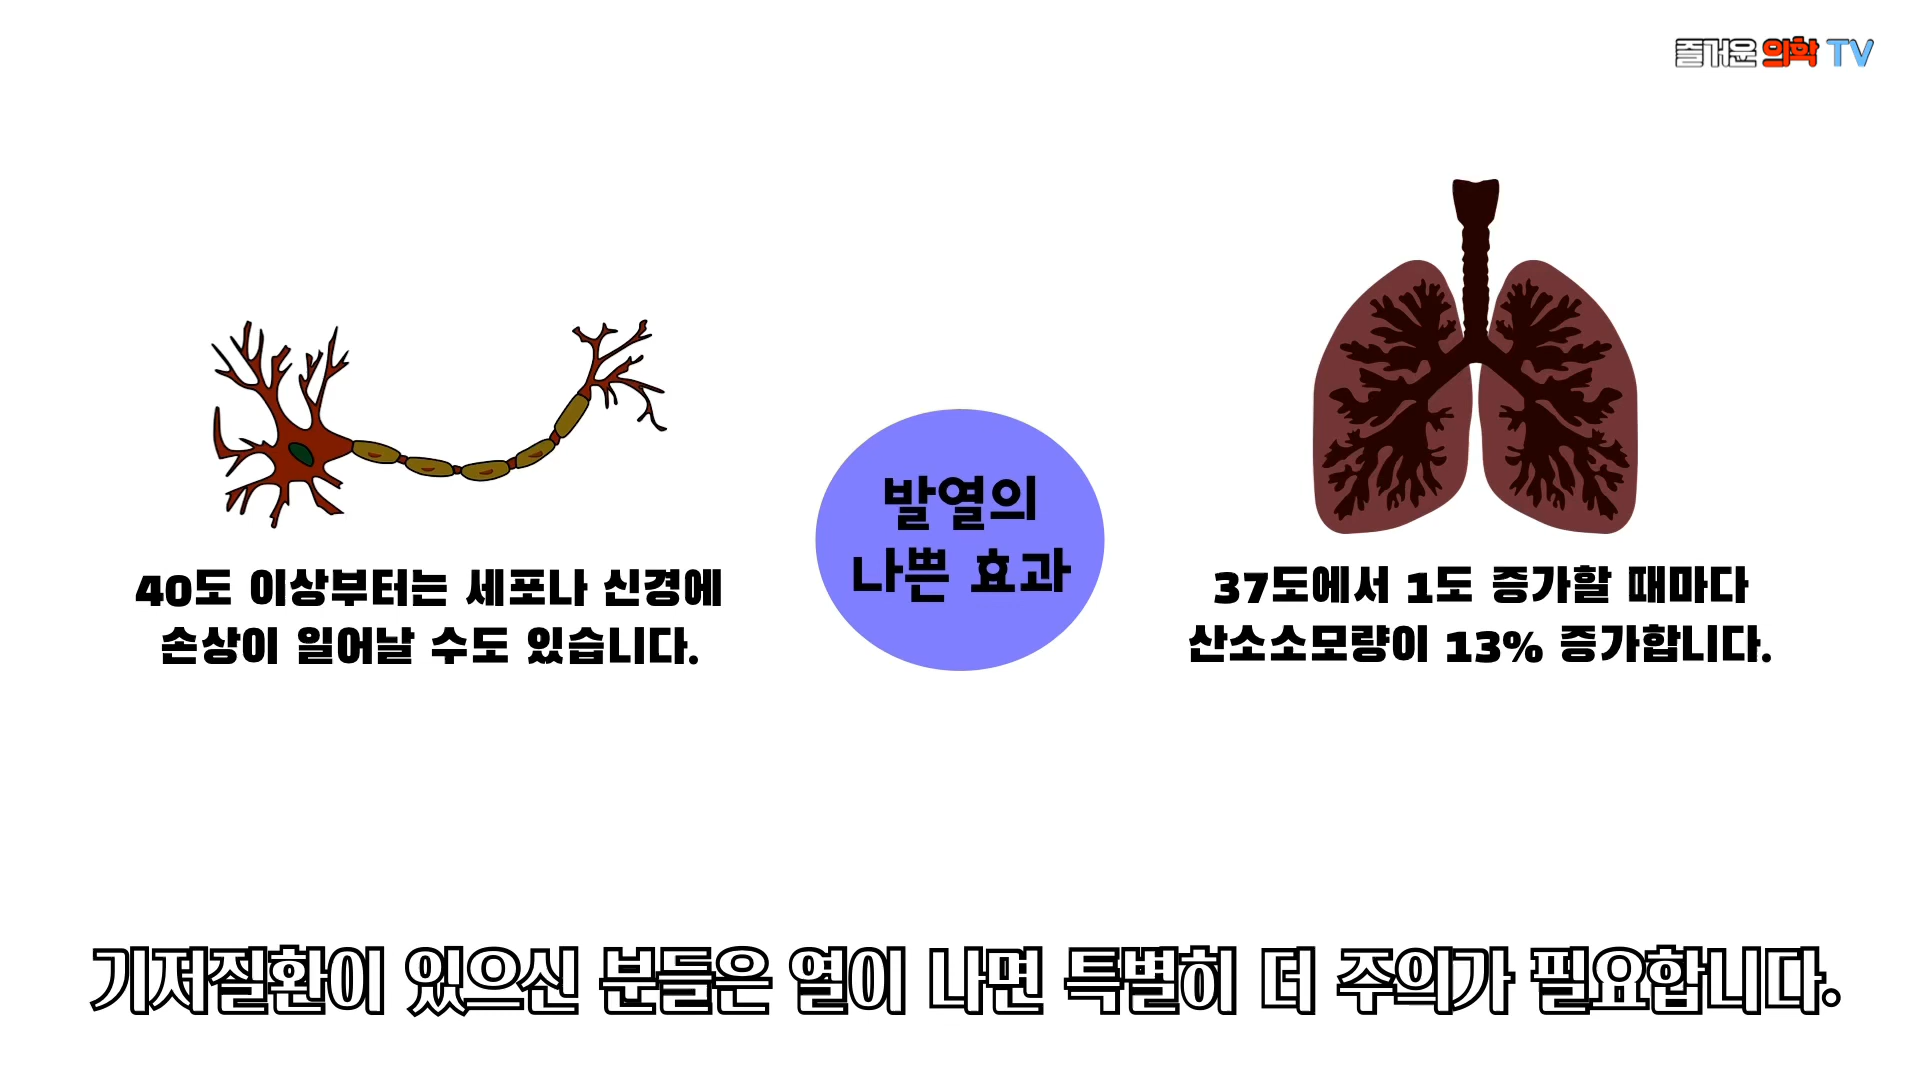 즐거운 의학 TV
발열의
나쁜 효과
40도 이상부터는 세포나 신경에
손상이 일어날 수도 있습니다.
37도에서 1도 증가할 때마다
산소소모량이 13% 증가합니다.
기저질환이 있으신 분들은 열이 나면 특별히 더 주의가 필요합니다.